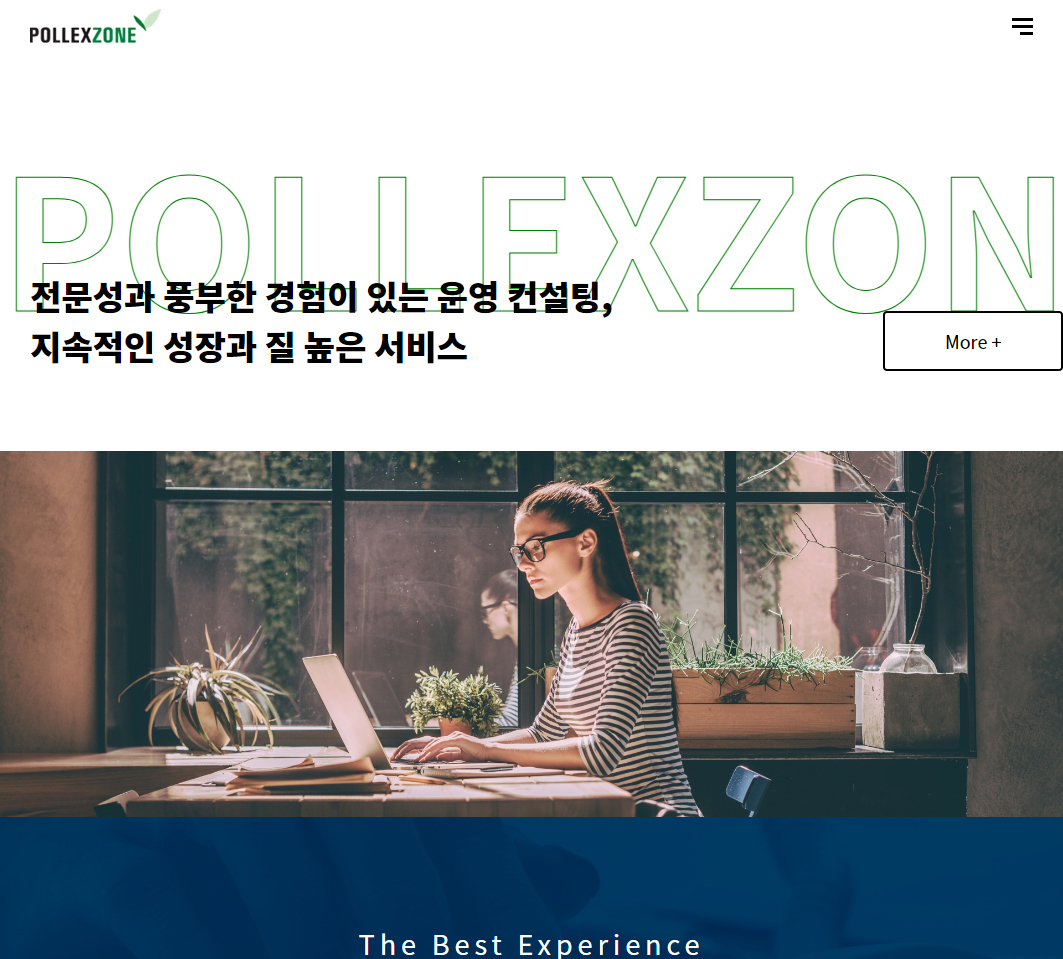 POLLEXZONE
POLLEXZON
전문성과 풍부한 경험이 있는 운영 컨설팅,
지속적인 성장과 질 높은 서비스
More +
The Best Experience